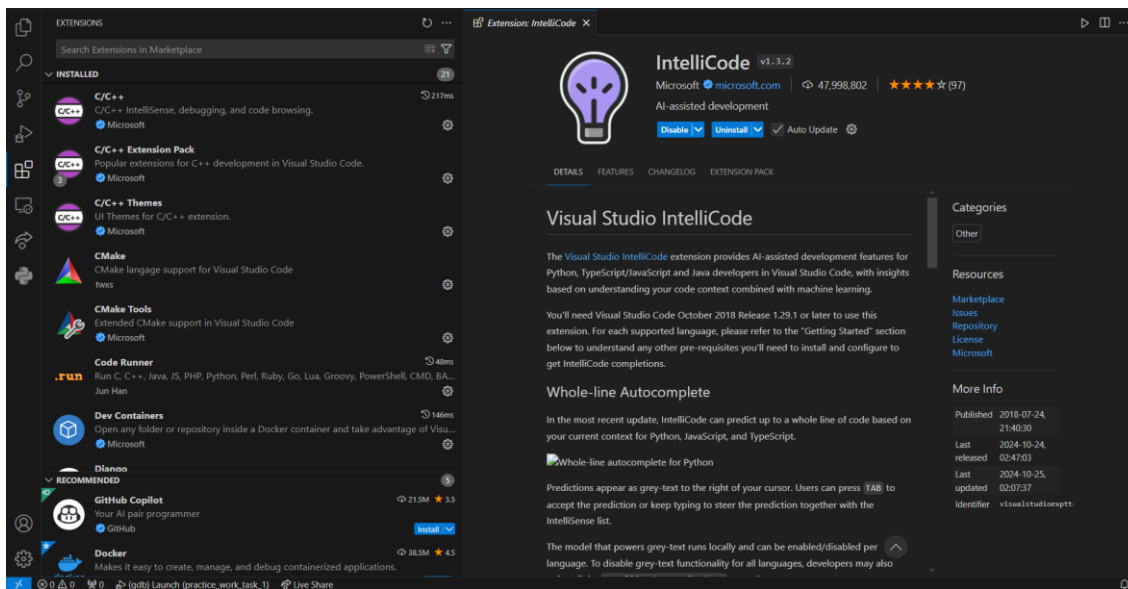 EXTENSIONS
Search Extensions in Marketplace
INSTALLED 21
C/C++ 217ms
C/C++ IntelliSense, debugging, and code browsing.
Microsoft
C/C++ Extension Pack
Popular extensions for C++ development in Visual Studio Code.
Microsoft
3
C/C++ Themes
UI Themes for C/C++ extension.
Microsoft
CMake
CMake langage support for Visual Studio Code
twxs
CMake Tools
Extended CMake support in Visual Studio Code
Microsoft
Code Runner 48ms
.run Run C, C++, Java, JS, PHP, Python, Perl, Ruby, Go, Lua, Groovy, PowerShell, CMD, BA...
Jun Han
Dev Containers 146ms
Open any folder or repository inside a Docker container and take advantage of Visu...
Microsoft
Django
RECOMMENDED 5
GitHub Copilot 21.5M ★ 3.5
Your AI pair programmer
GitHub Install
Docker 38.5M ★ 4.5
Makes it easy to create, manage, and debug containerized applications.
Extension: IntelliCode
IntelliCode v1.3.2
Microsoft microsoft.com | 47,998,802 | ★★★★☆(97)
AI-assisted development
Disable Uninstall Auto Update
DETAILS FEATURES CHANGELOG EXTENSION PACK
Visual Studio IntelliCode
The Visual Studio IntelliCode extension provides AI-assisted development features for
Python, TypeScript/JavaScript and Java developers in Visual Studio Code, with insights
based on understanding your code context combined with machine learning.
You'll need Visual Studio Code October 2018 Release 1.29.1 or later to use this
extension. For each supported language, please refer to the "Getting Started" section
below to understand any other pre-requisites you'll need to install and configure to
get IntelliCode completions.
Whole-line Autocomplete
In the most recent update, IntelliCode can predict up to a whole line of code based on
your current context for Python, JavaScript, and TypeScript.
Whole-line autocomplete for Python
Predictions appear as grey-text to the right of your cursor. Users can press TAB to
accept the prediction or keep typing to steer the prediction together with the
IntelliSense list.
The model that powers grey-text runs locally and can be enabled/disabled per
language. To disable grey-text functionality for all languages, developers may also
Categories
Other
Resources
Marketplace
Issues
Repository
License
Microsoft
More Info
Published 2018-07-24,
21:40:30
Last 2024-10-24,
released 02:47:03
Last 2024-10-25,
updated 02:07:37
Identifier visualstudioexptt
0 0 0 (gdb) Launch (practice_work_task_1) Live Share